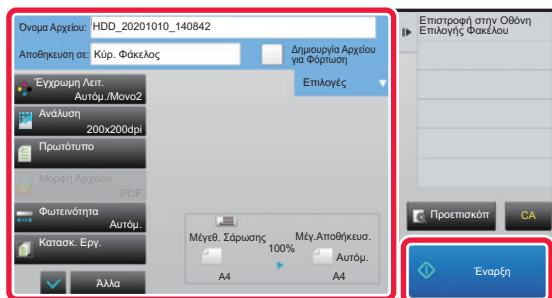 Όνομα Αρχείου: HDD_20201010_140842
Αποθηκευση σε: Κύρ. Φάκελος
Δημιουργία Αρχείου
για Φόρτωση
Επιλογές
Έγχρωμη Λειτ.
Αυτόμ./Μονο2
Ανάλυση
200x200dpi
Πρωτότυπο
Μορφή Αρχείου
PDF
Φωτεινότητα
Αυτόμ.
Κατασκ. Εργ.
Άλλα
Μέγεθ. Σάρωσης
100%
Μέγ.Αποθήκευσ.
Αυτόμ.
A4
A4
Επιστροφή στην Οθόνη
Επιλογής Φακέλου
Προεπισκόπ
CA
Έναρξη